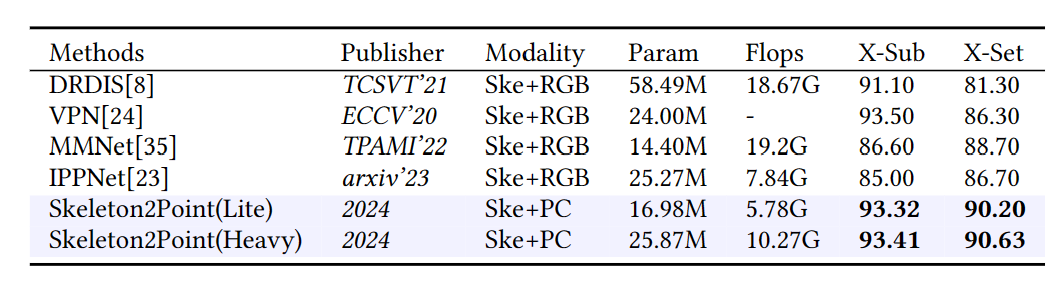 Methods Publisher Modality Param Flops X-Sub X-Set
DRDIS[8] TCSVT’21 Ske+RGB 58.49M 18.67G 91.10 81.30
VPN[24] ECCV’20 Ske+RGB 24.00M - 93.50 86.30
MMNet[35] TPAMI’22 Ske+RGB 14.40M 19.2G 86.60 88.70
IPPNet[23] arxiv’23 Ske+RGB 25.27M 7.84G 85.00 86.70
Skeleton2Point(Lite) 2024 Ske+PC 16.98M 5.78G 93.32 90.20
Skeleton2Point(Heavy) 2024 Ske+PC 25.87M 10.27G 93.41 90.63